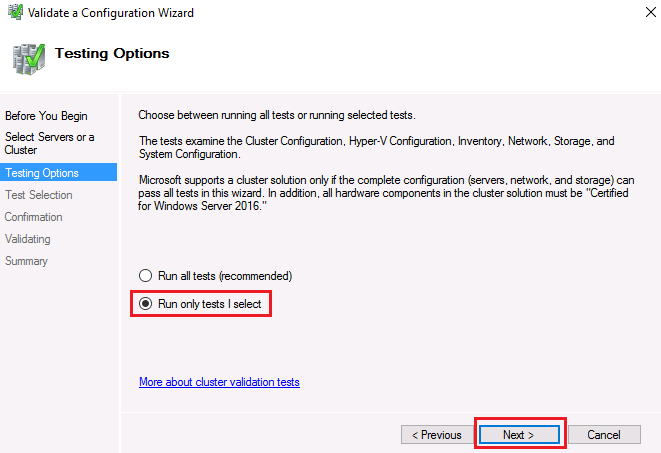 Validate a Configuration Wizard
Testing Options
Before You Begin
Select Servers or a
Cluster
Testing Options
Test Selection
Confirmation
Validating
Summary
Choose between running all tests or running selected tests.
The tests examine the Cluster Configuration, Hyper-V Configuration, Inventory, Network, Storage, and
System Configuration.
Microsoft supports a cluster solution only if the complete configuration (servers, network, and storage) can
pass all tests in this wizard. In addition, all hardware components in the cluster solution must be "Certified
for Windows Server 2016."
Run all tests (recommended)
Run only tests I select
More about cluster validation tests
< Previous
Next >
Cancel